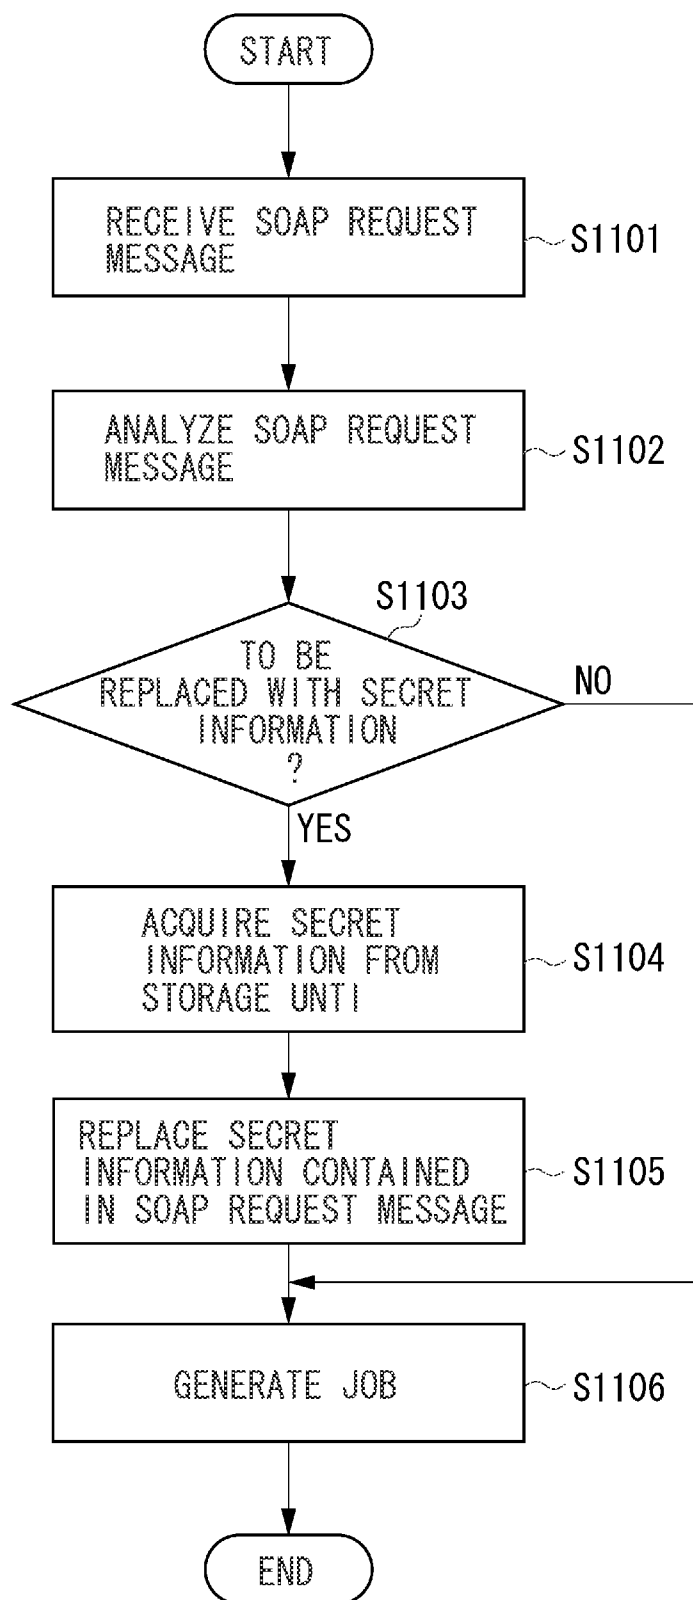 START
RECEIVE SOAP REQUEST
MESSAGE
S1101
ANALYZE SOAP REQUEST
MESSAGE
S1102
S1103
TO BE
REPLACED WITH SECRET
INFORMATION
?
NO
YES
ACQUIRE SECRET
INFORMATION FROM
STORAGE UNTI
S1104
REPLACE SECRET
INFORMATION CONTAINED
IN SOAP REQUEST MESSAGE
S1105
GENERATE JOB
S1106
END